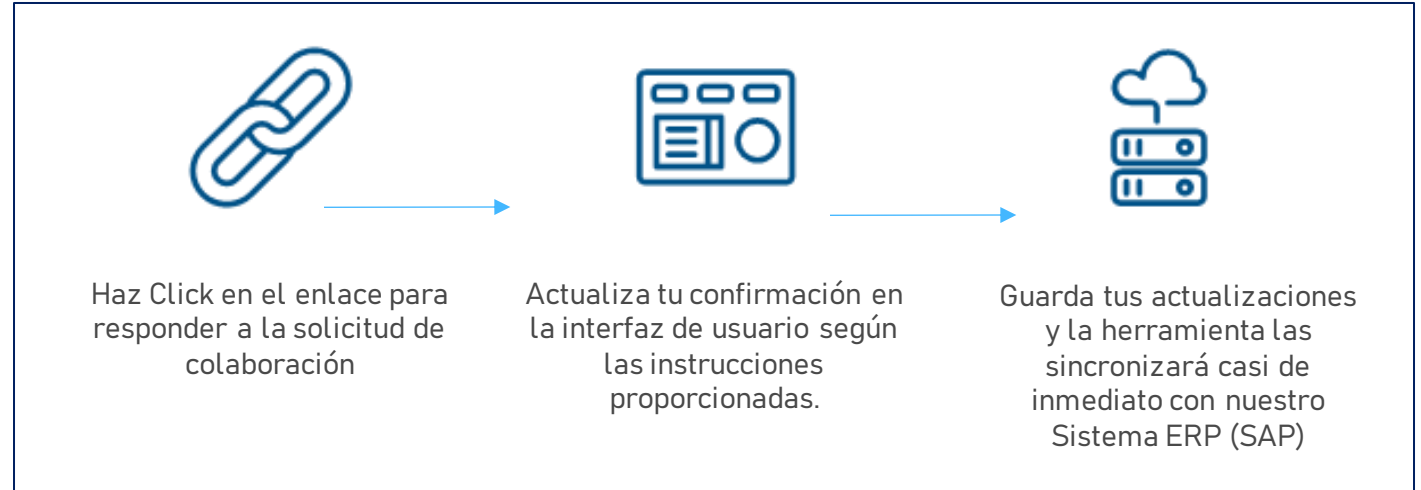 Haz Click en el enlace para
responder a la solicitud de
colaboración
Actualiza tu confirmación en
la interfaz de usuario según
las instrucciones
proporcionadas.
Guarda tus actualizaciones
y la herramienta las
sincronizará casi de
inmediato con nuestro
Sistema ERP (SAP)